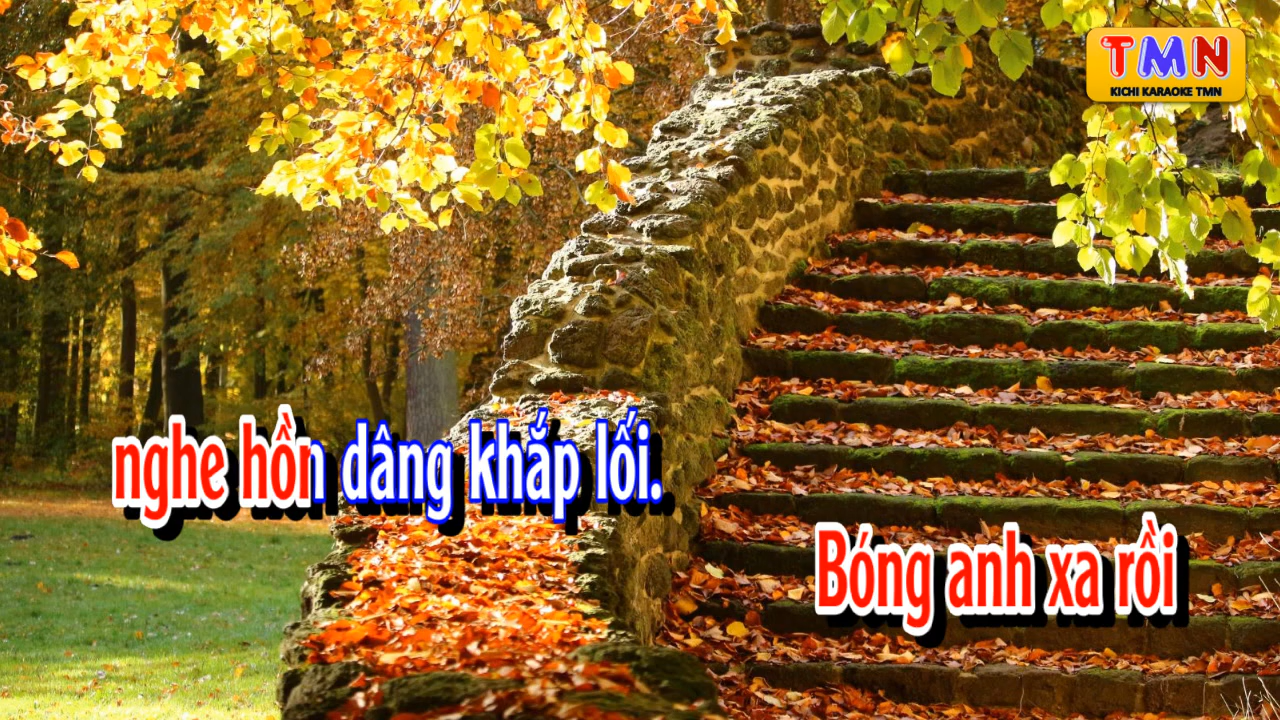 TMN
KICHI KARAOKE TMN
nghe hồn dâng khắp lối.
Bóng anh xa rồi